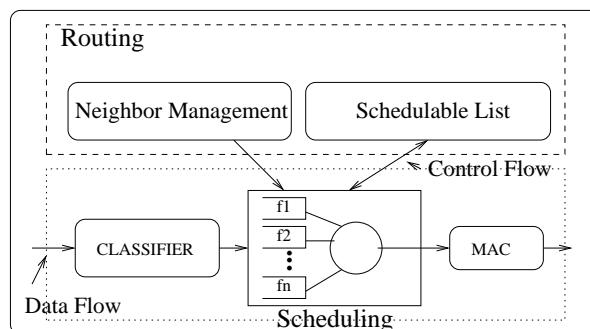 Routing
Neighbor Management
Schedulable List
Control Flow
f1
f2
fn
CLASSIFIER
MAC
Data Flow
Scheduling